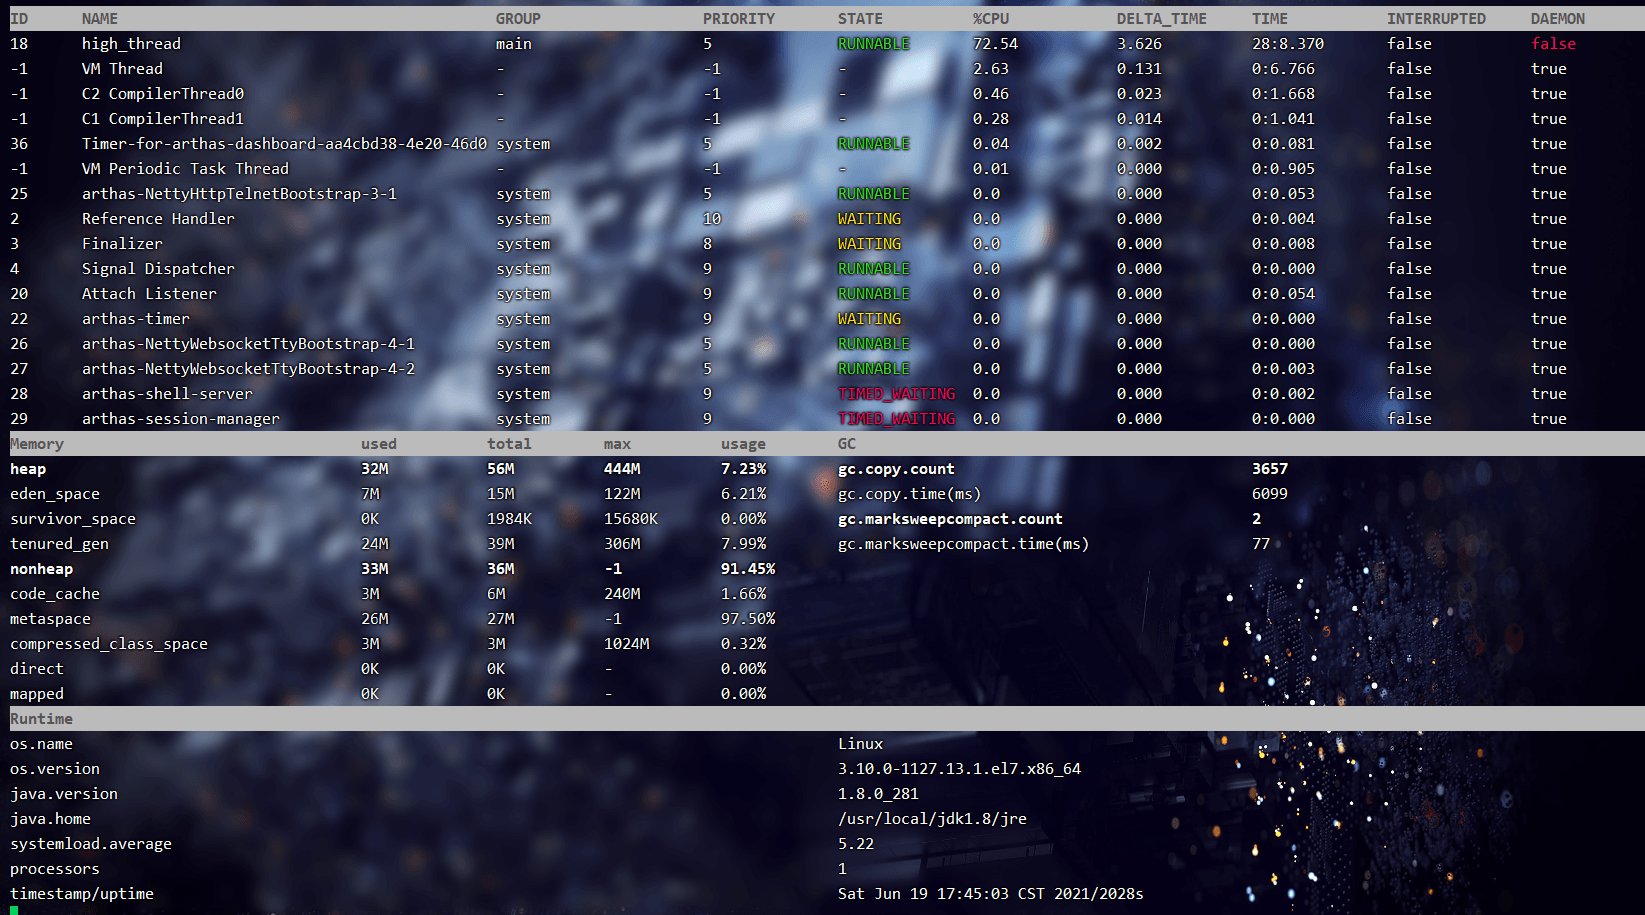 ID NAME GROUP PRIORITY STATE %CPU DELTA_TIME TIME INTERRUPTED DAEMON
18 high_thread main 5 RUNNABLE 72.54 3.626 28:8.370 false false
-1 VM Thread - -1 - 2.63 0.131 0:6.766 false true
-1 C2 CompilerThread0 - -1 - 0.46 0.023 0:1.668 false true
-1 C1 CompilerThread1 - -1 - 0.28 0.014 0:1.041 false true
36 Timer-for-arthas-dashboard-aa4cbd38-4e20-46d0 system 5 RUNNABLE 0.04 0.002 0:0.081 false true
-1 VM Periodic Task Thread - -1 - 0.01 0.000 0:0.905 false true
25 arthas-NettyHttpTelnetBootstrap-3-1 system 5 RUNNABLE 0.0 0.000 0:0.053 false true
2 Reference Handler system 10 WAITING 0.0 0.000 0:0.004 false true
3 Finalizer system 8 WAITING 0.0 0.000 0:0.008 false true
4 Signal Dispatcher system 9 RUNNABLE 0.0 0.000 0:0.000 false true
20 Attach Listener system 9 RUNNABLE 0.0 0.000 0:0.054 false true
22 arthas-timer system 9 WAITING 0.0 0.000 0:0.000 false true
26 arthas-NettyWebsocketTtyBootstrap-4-1 system 5 RUNNABLE 0.0 0.000 0:0.000 false true
27 arthas-NettyWebsocketTtyBootstrap-4-2 system 5 RUNNABLE 0.0 0.000 0:0.003 false true
28 arthas-shell-server system 9 TIMED_WAITING 0.0 0.000 0:0.002 false true
29 arthas-session-manager system 9 TIMED_WAITING 0.0 0.000 0:0.000 false true
Memory used total max usage GC
heap 32M 56M 444M 7.23% gc.copy.count 3657
eden_space 7M 15M 122M 6.21% gc.copy.time(ms) 6099
survivor_space 0K 1984K 15680K 0.00% gc.marksweepcompact.count 2
tenured_gen 24M 39M 306M 7.99% gc.marksweepcompact.time(ms) 77
nonheap 33M 36M -1 91.45%
code_cache 3M 6M 240M 1.66%
metaspace 26M 27M -1 97.50%
compressed_class_space 3M 3M 1024M 0.32%
direct 0K 0K - 0.00%
mapped 0K 0K - 0.00%
Runtime
os.name Linux
os.version 3.10.0-1127.13.1.el7.x86_64
java.version 1.8.0_281
java.home /usr/local/jdk1.8/jre
systemload.average 5.22
processors 1
timestamp/uptime Sat Jun 19 17:45:03 CST 2021/2028s